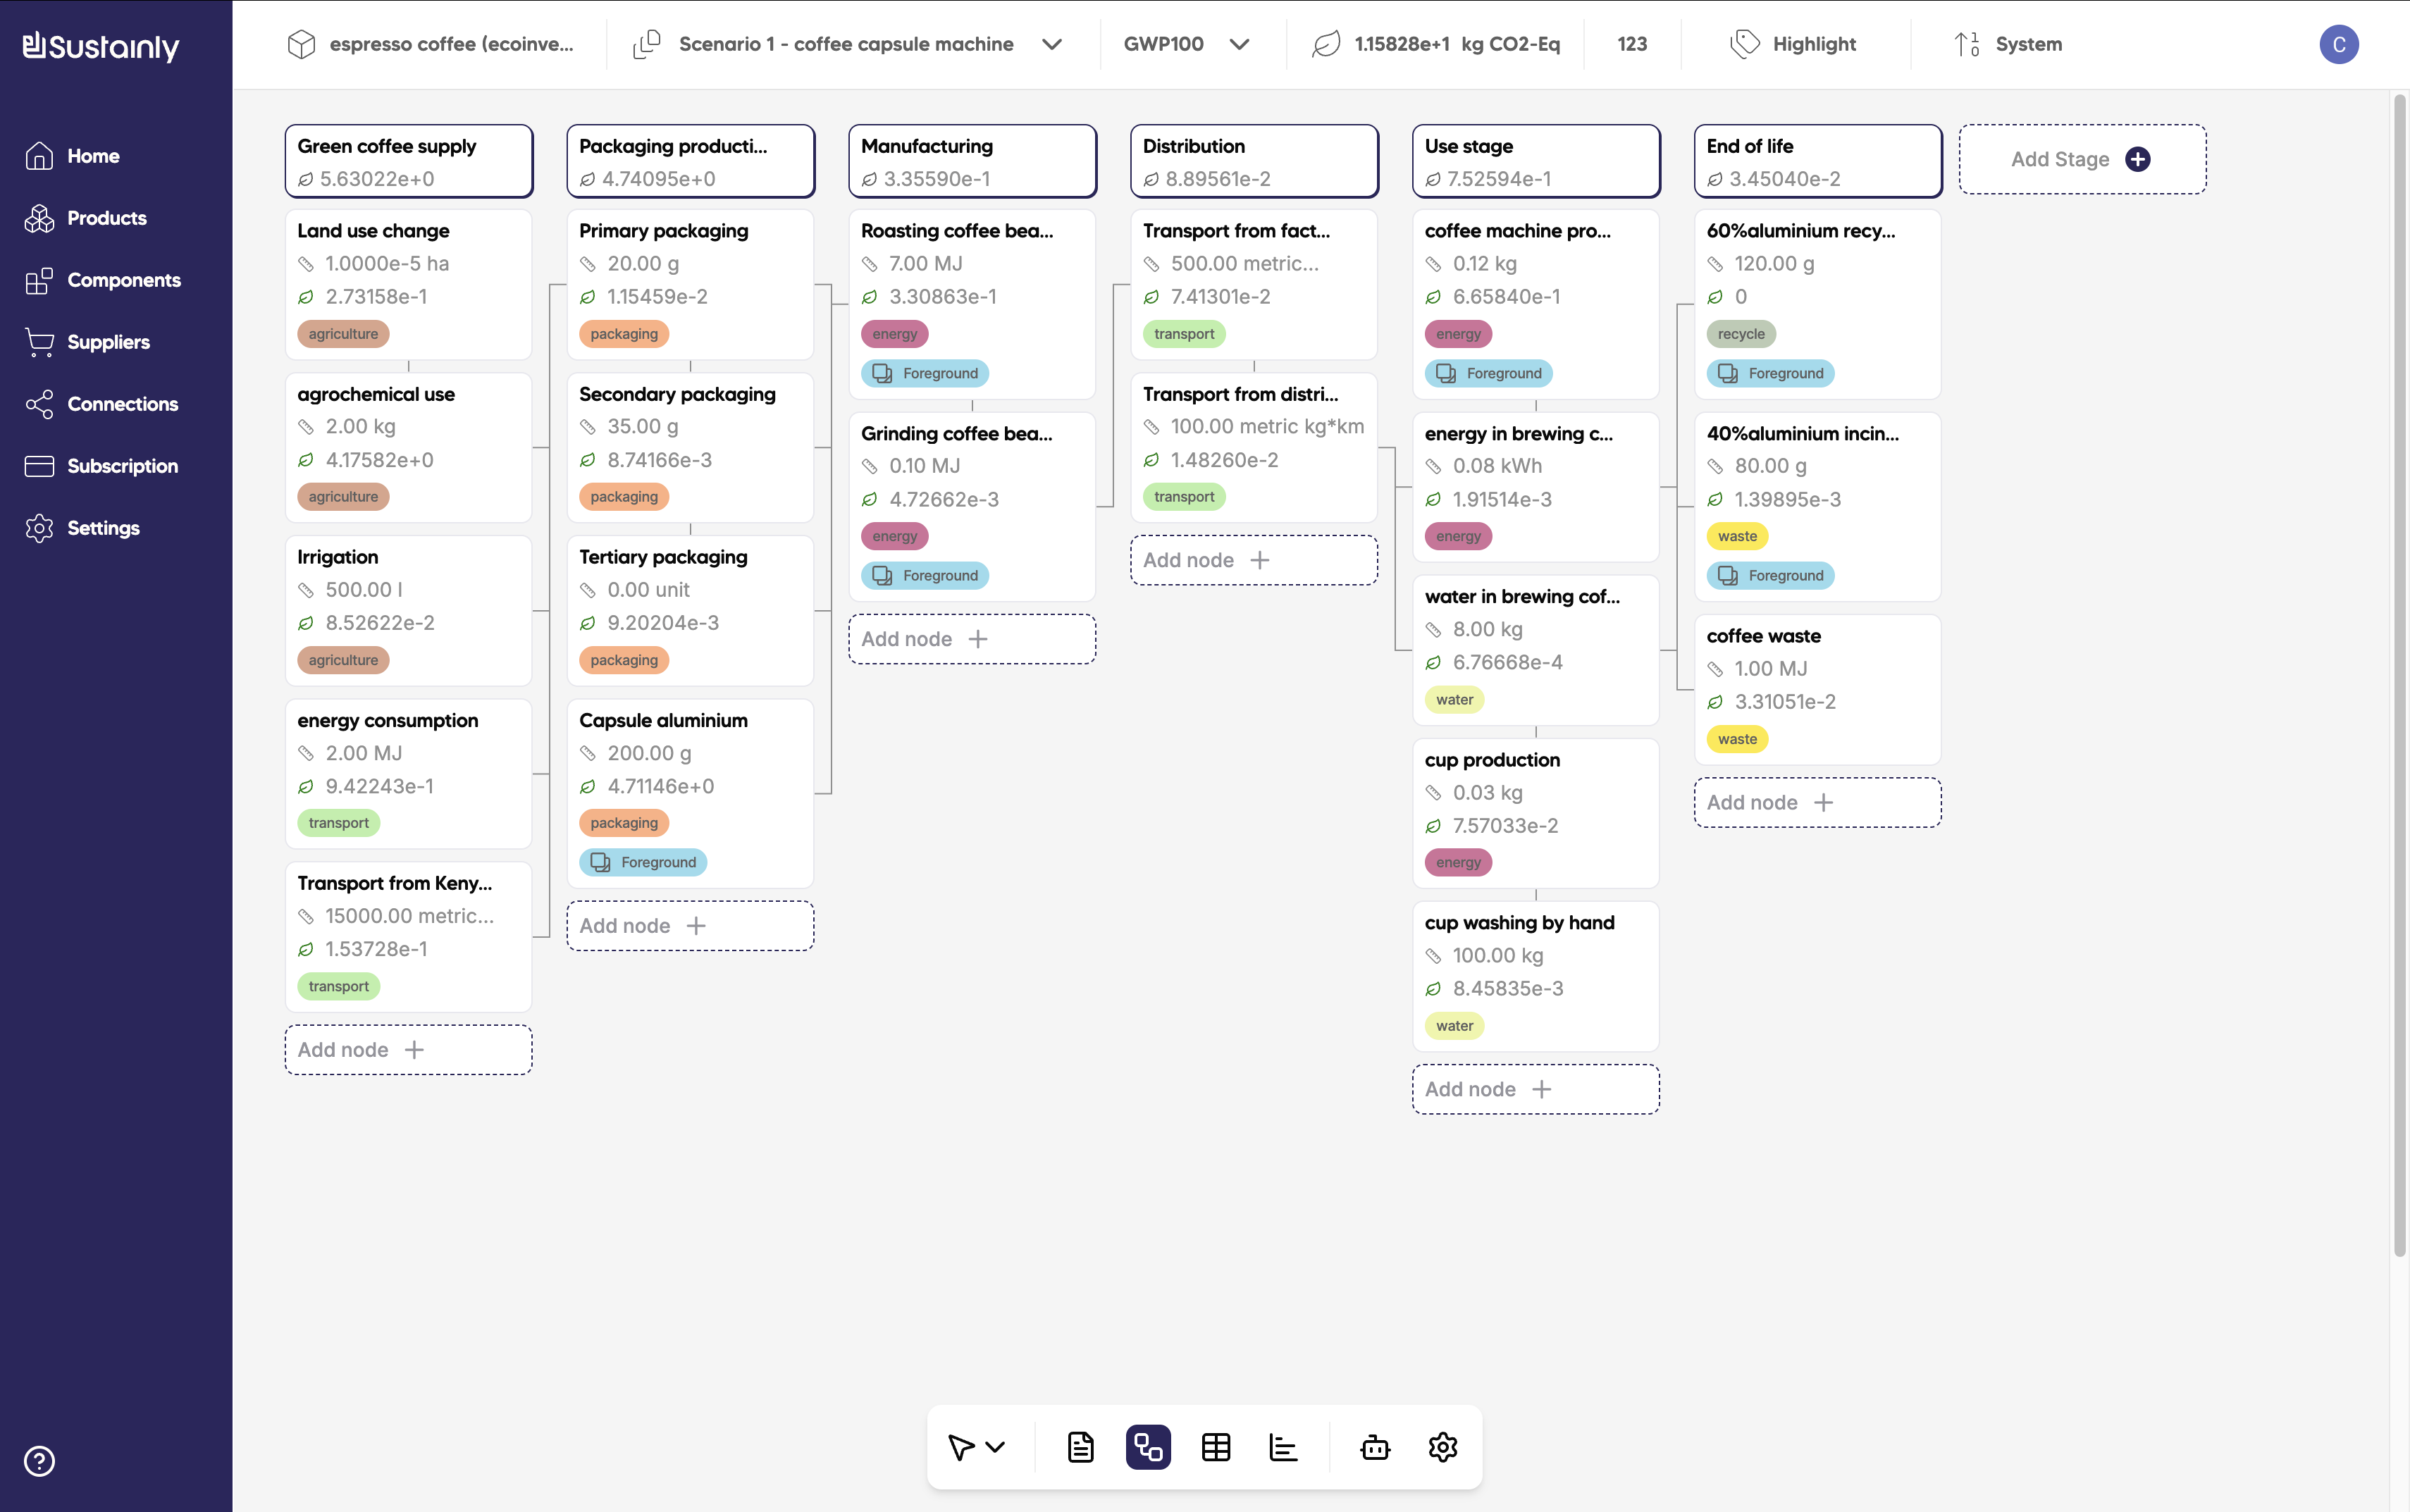 Sustainly
Home
Products
Components
Suppliers
Connections
Subscription
Settings
espresso coffee (ecoinve...
Scenario 1 - coffee capsule machine
GWP100
1.15828e+1 kg CO2-Eq
123
Highlight
System
C
Green coffee supply
5.63022e+0
Land use change
1.0000e-5 ha
2.73158e-1
agriculture
agrochemical use
2.00 kg
4.17582e+0
agriculture
Irrigation
500.00 l
8.52622e-2
agriculture
energy consumption
2.00 MJ
9.42243e-1
transport
Transport from Keny...
15000.00 metric...
1.53728e-1
transport
Add node
Packaging producti...
4.74095e+0
Primary packaging
20.00 g
1.15459e-2
packaging
Secondary packaging
35.00 g
8.74166e-3
packaging
Tertiary packaging
0.00 unit
9.20204e-3
packaging
Capsule aluminium
200.00 g
4.71146e+0
packaging
Foreground
Add node
Manufacturing
3.35590e-1
Roasting coffee bea...
7.00 MJ
3.30863e-1
energy
Foreground
Grinding coffee bea...
0.10 MJ
4.72662e-3
energy
Foreground
Add node
Distribution
8.89561e-2
Transport from fact...
500.00 metric...
7.41301e-2
transport
Transport from distri...
100.00 metric kg*km
1.48260e-2
transport
Add node
Use stage
7.52594e-1
coffee machine pro...
0.12 kg
6.65840e-1
energy
Foreground
energy in brewing c...
0.08 kWh
1.91514e-3
energy
water in brewing cof...
8.00 kg
6.76668e-4
water
cup production
0.03 kg
7.57033e-2
energy
cup washing by hand
100.00 kg
8.45835e-3
water
Add node
End of life
3.45040e-2
60%aluminium recy...
120.00 g
0
recycle
Foreground
40%aluminium incin...
80.00 g
1.39895e-3
waste
Foreground
coffee waste
1.00 MJ
3.31051e-2
waste
Add node
Add Stage